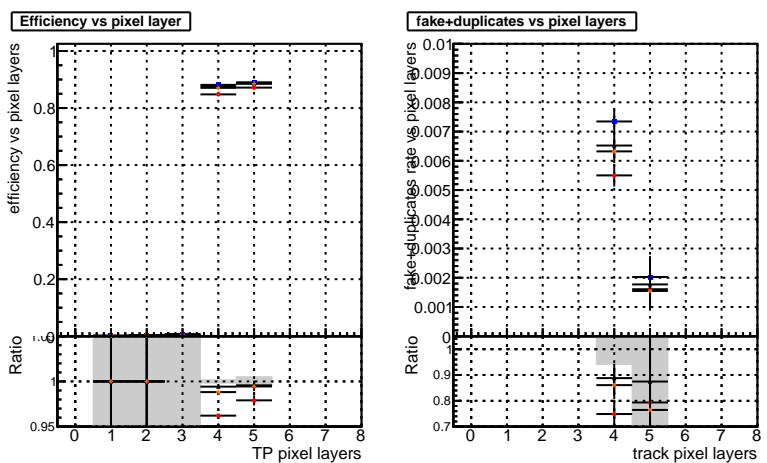 Efficiency vs pixel layer
efficiency vs pixel layers
1
0.8
0.6
0.4
0.2
0
Ratio
1
0.95
0 1 2 3 4 5 6 7 8
TP pixel layers
fake+duplicates vs pixel layers
fake+duplicates rate vs pixel layers
0.01
0.009
0.008
0.007
0.006
0.005
0.004
0.003
0.002
0.001
0
Ratio
1
0.9
0.8
0.7
0 1 2 3 4 5 6 7 8
track pixel layers